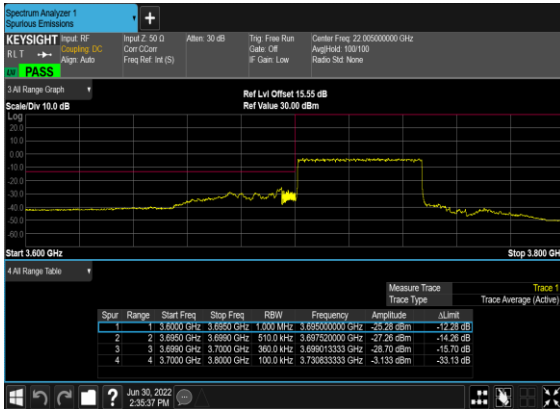 Spectrum Analyzer 1
Spurious Emissions
KEYSIGHT
Input: RF
Coupling: DC
Align: Auto
Input Z: 50 Ω
Corr CCorr
Freq Ref: Int (S)
Atten: 30 dB
Trig: Free Run
Gate: Off
IF Gain: Low
Center Freq: 22.005000000 GHz
Avg|Hold: 100/100
Radio Std: None
R L T
LW PASS
3 All Range Graph
Scale/Div 10.0 dB
Ref Lvl Offset 15.55 dB
Ref Value 30.00 dBm
Log
20.0
10.0
0.00
-10.0
-20.0
-30.0
-40.0
-50.0
-60.0
Start 3.600 GHz
Stop 3.800 GH
4 All Range Table
Measure Trace Trace 1
Trace Type Trace Average (Active)
Spur Range Start Freq Stop Freq RBW Frequency Amplitude ΔLimit
1 1 3.6000 GHz 3.6950 GHz 1.000 MHz 3.695000000 GHz -25.28 dBm -12.28 dB
2 2 3.6950 GHz 3.6990 GHz 510.0 kHz 3.697520000 GHz -27.26 dBm -14.26 dB
3 3 3.6990 GHz 3.7000 GHz 360.0 kHz 3.699013333 GHz -28.70 dBm -15.70 dB
4 4 3.7000 GHz 3.8000 GHz 100.0 kHz 3.730833333 GHz -3.133 dBm -33.13 dB
Jun 30, 2022
2:35:37 PM